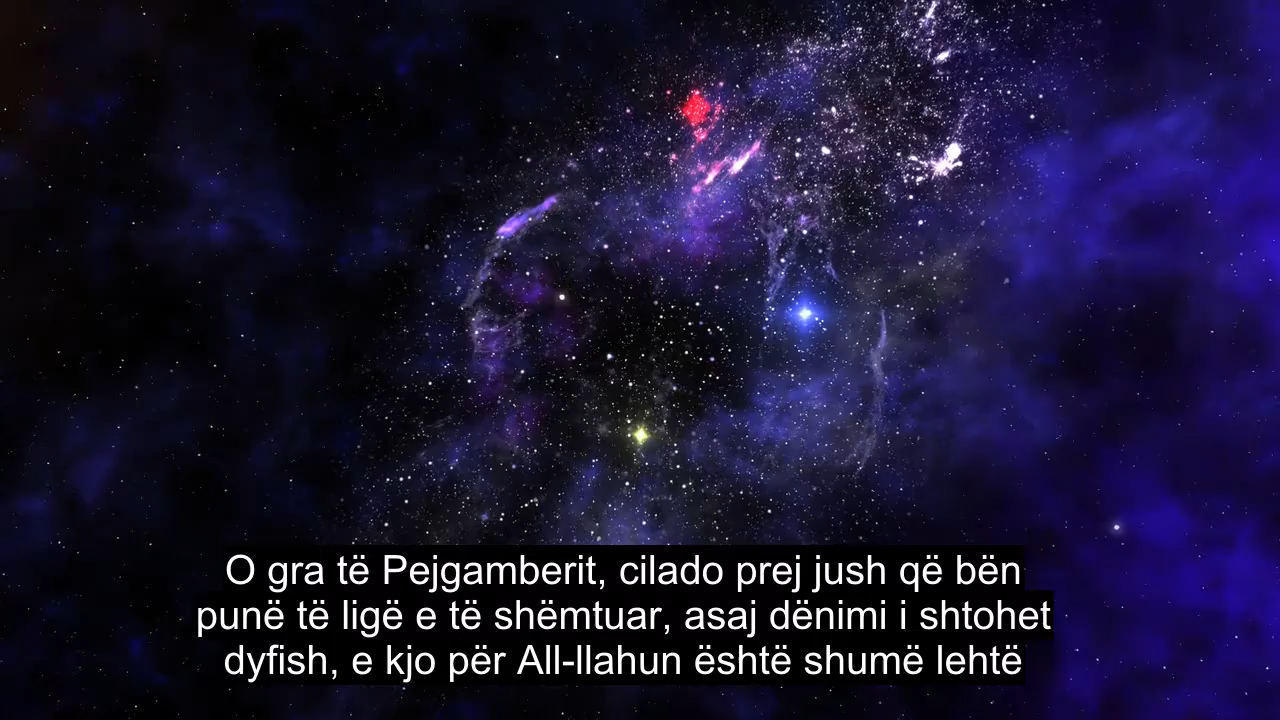 O gra të Pejgamberit, cilado prej jush që bën
punë të ligë e të shëmtuar, asaj dënimi i shtohet
dyfish, e kjo për All-llahun është shumë lehtë